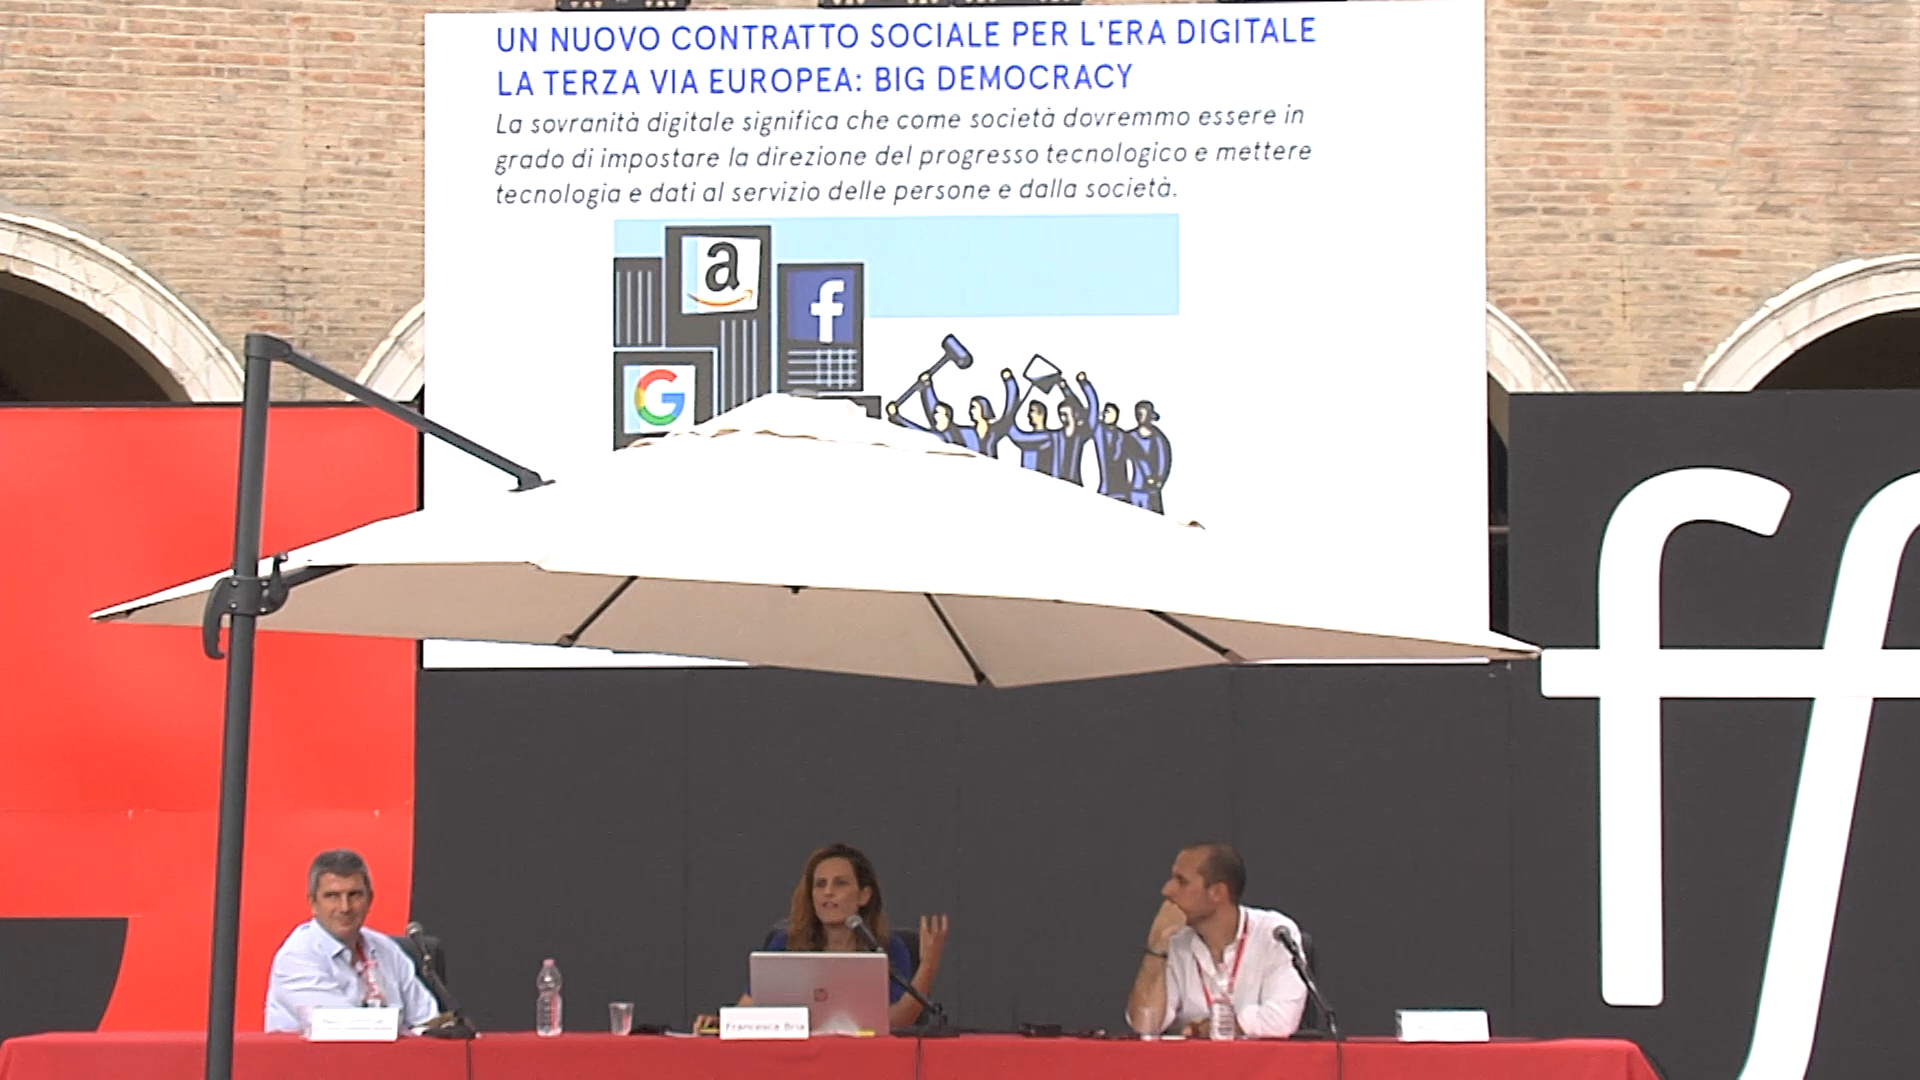 UN NUOVO CONTRATTO SOCIALE PER L'ERA DIGITALE
LA TERZA VIA EUROPEA: BIG DEMOCRACY
La sovranità digitale significa che come società dovremmo essere in
grado di impostare la direzione del progresso tecnologico e mettere
tecnologia e dati al servizio delle persone e dalla società.
a
f
G
ff
Francesca Bria